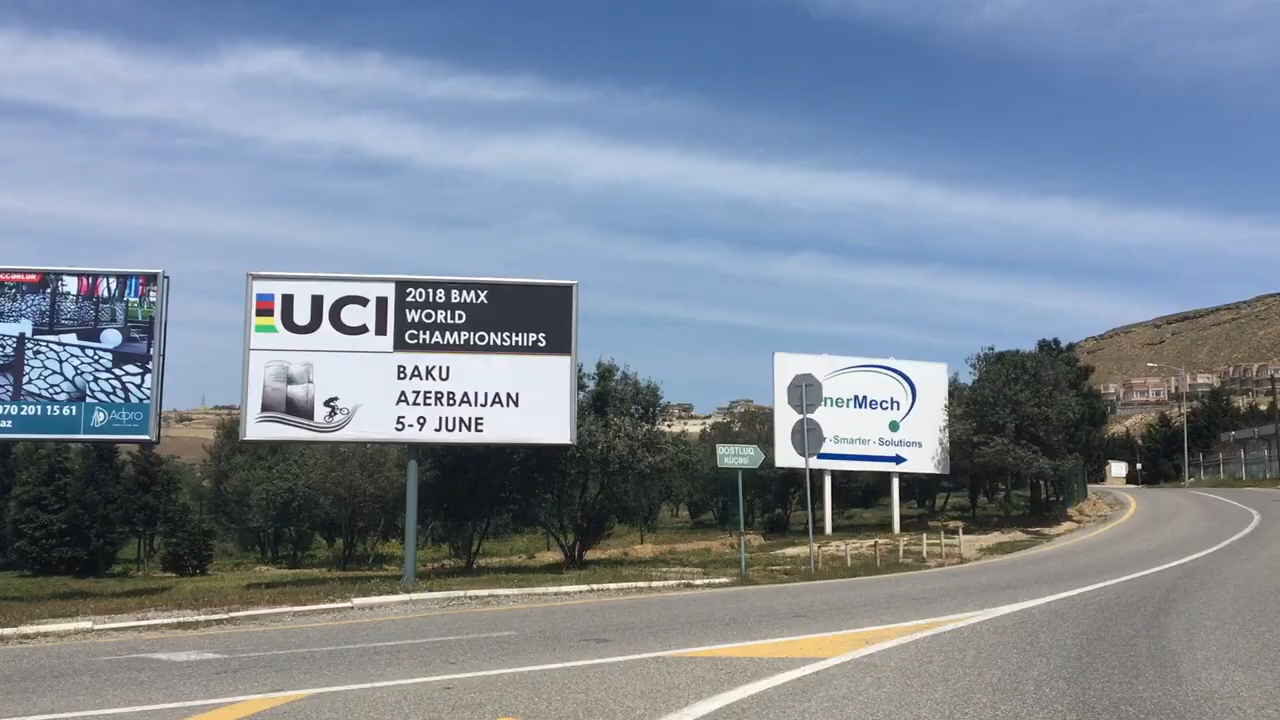 070 201 15 61
az
Adpro
UCI
2018 BMX
WORLD
CHAMPIONSHIPS
BAKU
AZERBAIJAN
5-9 JUNE
DOSTLUQ
KÜÇƏSİ
nerMech
Smarter • Solutions